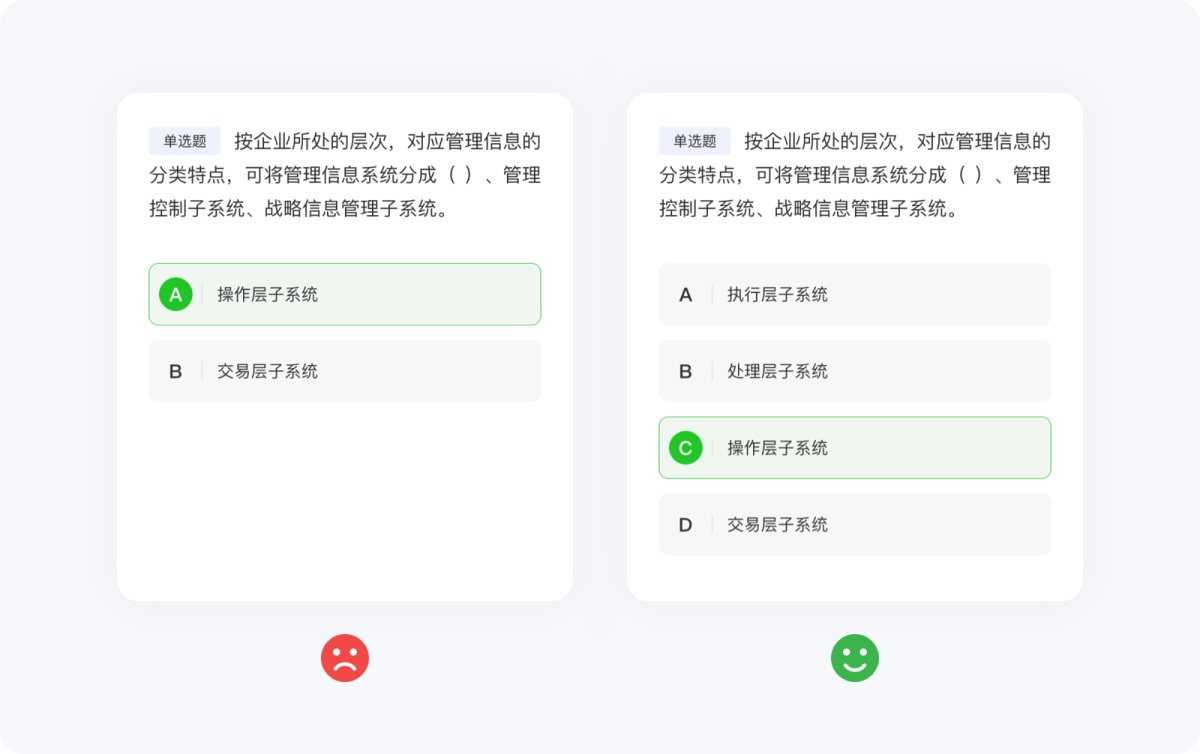 单选题 按企业所处的层次，对应管理信息的
分类特点，可将管理信息系统分成（ ）、管理
控制子系统、战略信息管理子系统。
A 操作层子系统
B 交易层子系统
单选题 按企业所处的层次，对应管理信息的
分类特点，可将管理信息系统分成（ ）、管理
控制子系统、战略信息管理子系统。
A 执行层子系统
B 处理层子系统
C 操作层子系统
D 交易层子系统